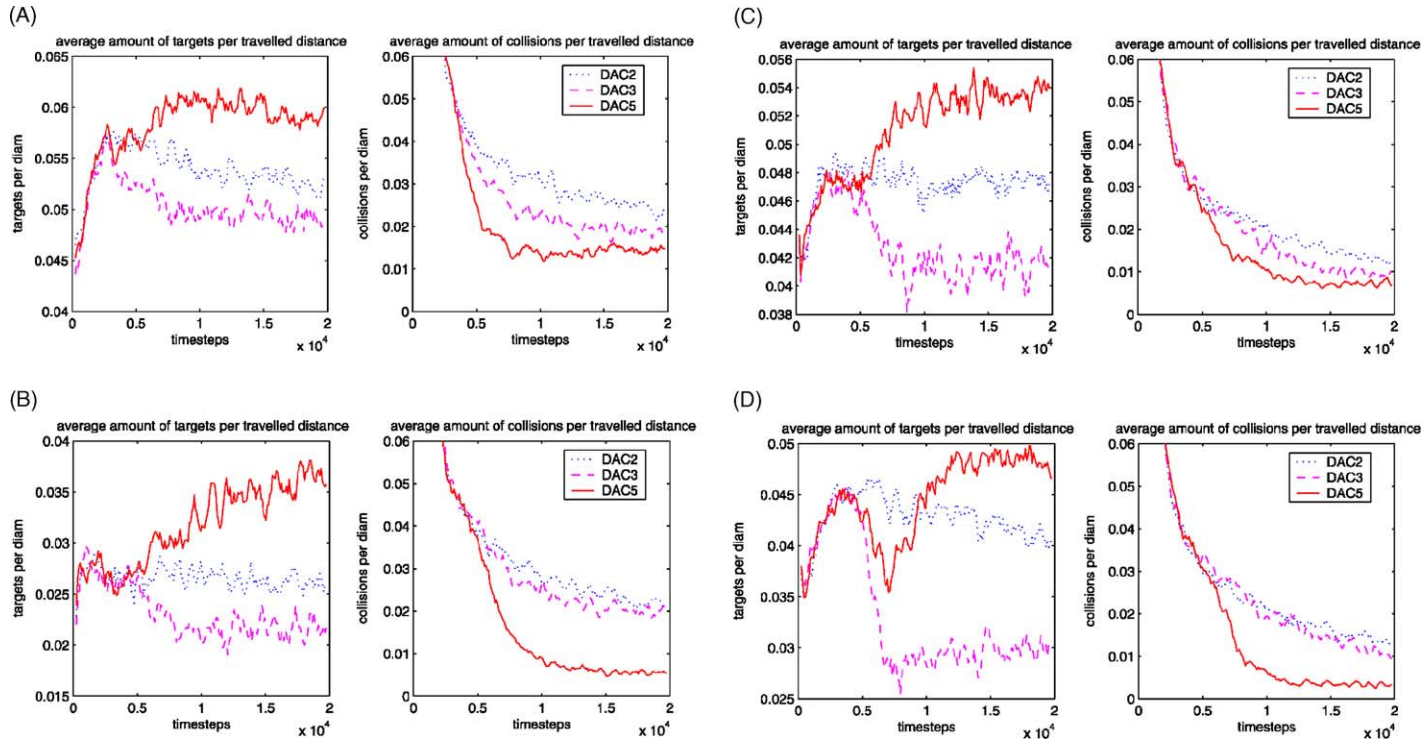 (A)
average amount of targets per travelled distance
targets per diam
0.065
0.06
0.055
0.05
0.045
0.04
0
0.5
1
1.5
2
timesteps
x 10^4
average amount of collisions per travelled distance
collisions per diam
0.06
0.05
0.04
0.03
0.02
0.01
0
DAC2
DAC3
DAC5
0
0.5
1
1.5
2
timesteps
x 10^4
(C)
average amount of targets per travelled distance
targets per diam
0.056
0.054
0.052
0.05
0.048
0.046
0.044
0.042
0.04
0.038
0
0.5
1
1.5
2
timesteps
x 10^4
average amount of collisions per travelled distance
collisions per diam
0.06
0.05
0.04
0.03
0.02
0.01
0
DAC2
DAC3
DAC5
0
0.5
1
1.5
2
timesteps
x 10^4
(B)
average amount of targets per travelled distance
targets per diam
0.04
0.035
0.03
0.025
0.02
0.015
0
0.5
1
1.5
2
timesteps
x 10^4
average amount of collisions per travelled distance
collisions per diam
0.06
0.05
0.04
0.03
0.02
0.01
0
DAC2
DAC3
DAC5
0
0.5
1
1.5
2
timesteps
x 10^4
(D)
average amount of targets per travelled distance
targets per diam
0.05
0.045
0.04
0.035
0.03
0.025
0
0.5
1
1.5
2
timesteps
x 10^4
average amount of collisions per travelled distance
collisions per diam
0.06
0.05
0.04
0.03
0.02
0.01
0
DAC2
DAC3
DAC5
0
0.5
1
1.5
2
timesteps
x 10^4